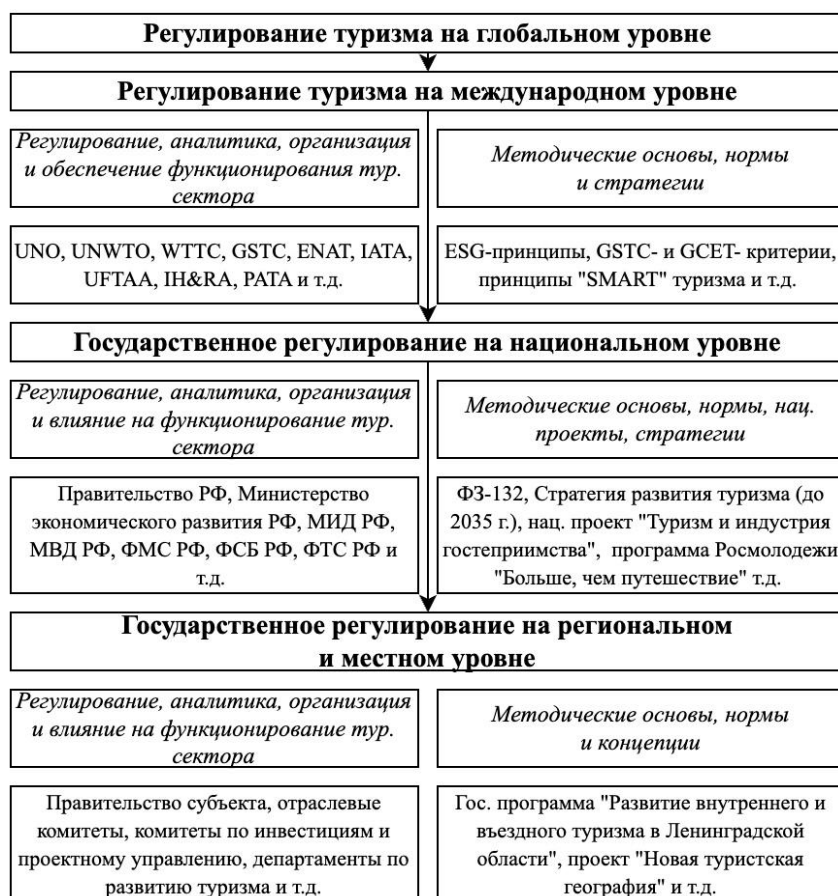 Регулирование туризма на глобальном уровне
Регулирование туризма на международном уровне
Регулирование, аналитика, организация
и обеспечение функционирования тур.
сектора
Методические основы, нормы
и стратегии
UNO, UNWTO, WTTC, GSTC, ENAT, IATA,
UFTAA, IH&RA, PATA и т.д.
ESG-принципы, GSTC- и GCET- критерии,
принципы "SMART" туризма и т.д.
Государственное регулирование на национальном уровне
Регулирование, аналитика, организация
и влияние на функционирование тур.
сектора
Методические основы, нормы, нац.
проекты, стратегии
Правительство РФ, Министерство
экономического развития РФ, МИД РФ,
МВД РФ, ФМС РФ, ФСБ РФ, ФТС РФ и
т.д.
ФЗ-132, Стратегия развития туризма (до
2035 г.), нац. проект "Туризм и индустрия
гостеприимства", программа Росмолодежи
"Больше, чем путешествие" т.д.
Государственное регулирование на региональном
и местном уровне
Регулирование, аналитика, организация
и влияние на функционирование тур.
сектора
Методические основы, нормы
и концепции
Правительство субъекта, отраслевые
комитеты, комитеты по инвестициям и
проектному управлению, департаменты по
развитию туризма и т.д.
Гос. программа "Развитие внутреннего и
въездного туризма в Ленинградской
области", проект "Новая туристская
география" и т.д.